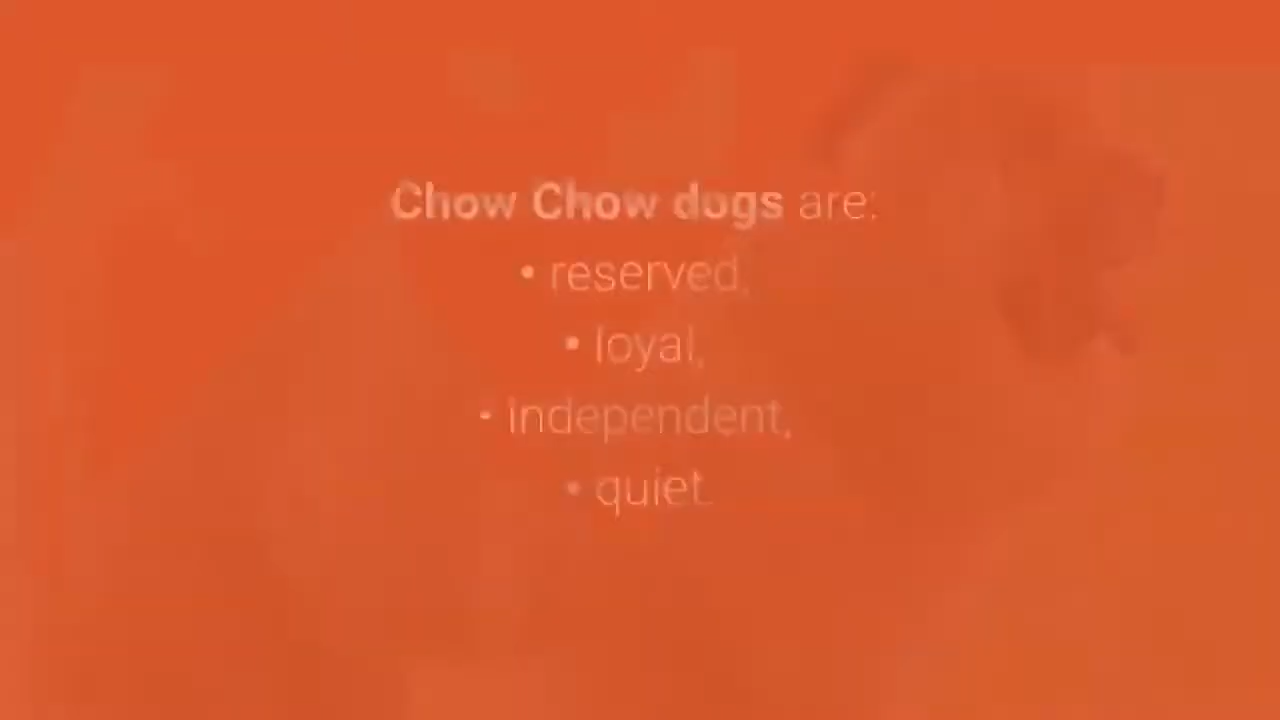 Chow Chow dogs are:
• reserved,
• loyal,
• independent,
• quiet.